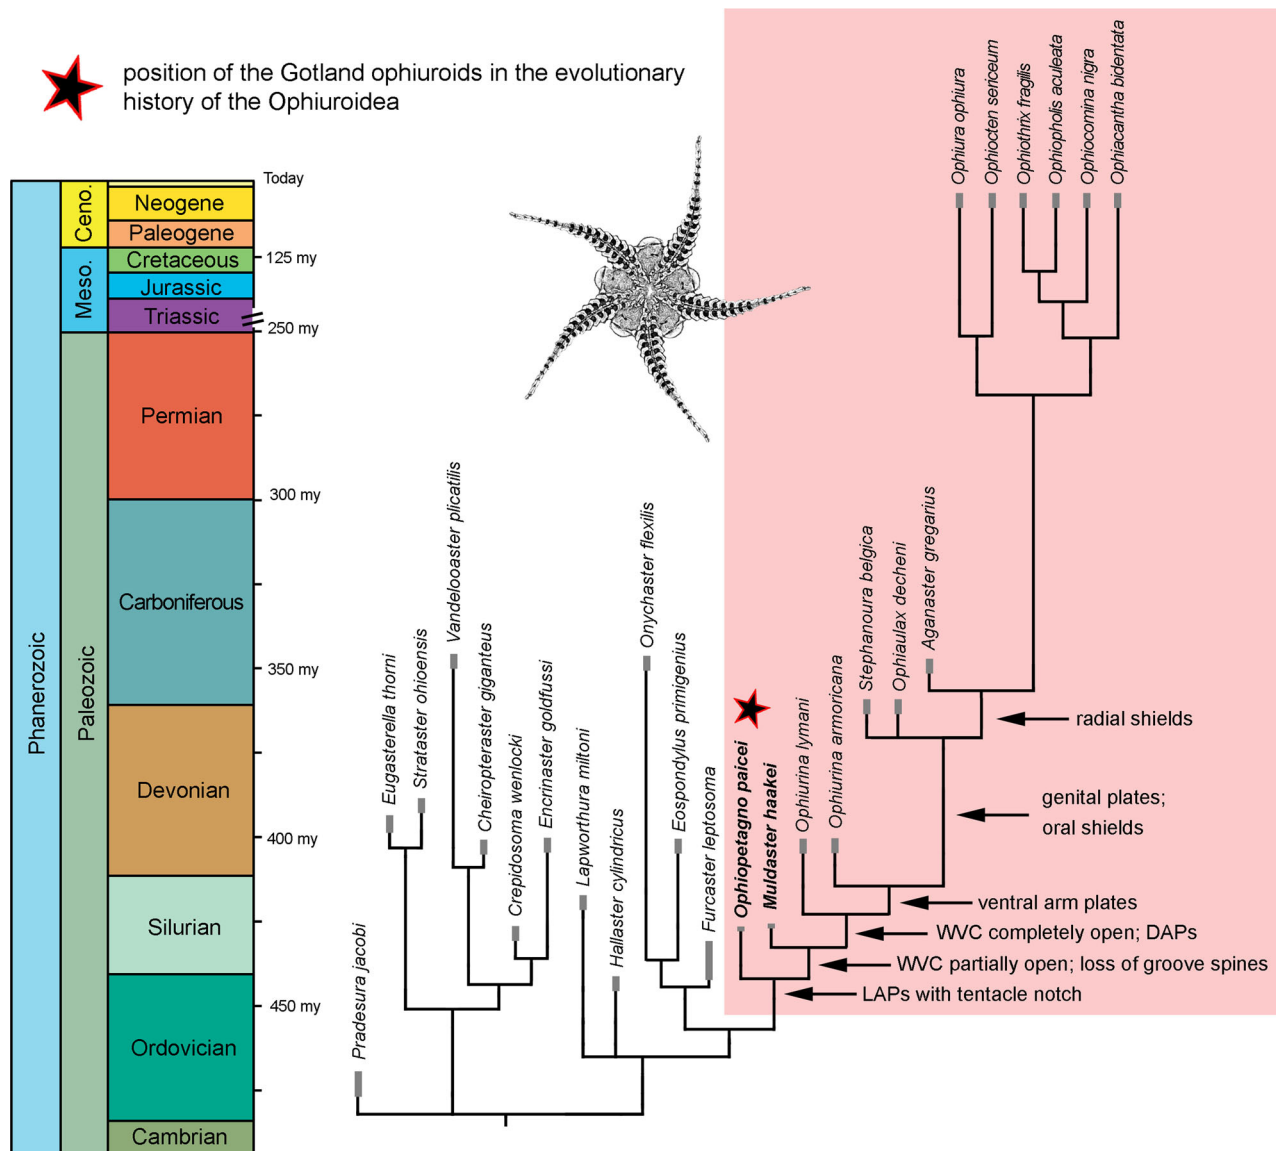 position of the Gotland ophiuroids in the evolutionary
history of the Ophiuroidea
Phanerozoic
Ceno.
Meso.
Paleozoic
Neogene
Paleogene
Cretaceous
Jurassic
Triassic
Permian
Carboniferous
Devonian
Silurian
Ordovician
Cambrian
Today
125 my
250 my
300 my
350 my
400 my
450 my
Pradesura jacobi
Eugasterella thorni
Strataster ohioensis
Vandelooaster plicatilis
Cheiropteraster giganteus
Crepidosoma wenlocki
Encrinaster goldfussi
Lapworthura miltoni
Hallaster cylindricus
Onychaster flexilis
Eospondylus primigenius
Furcaster leptosoma
Ophiopetagno paicei
Muldaster haakei
Ophiurina lymani
Ophiurina armoricana
Stephanoura belgica
Ophiaulax decheni
Aganaster gregarius
Ophiura ophiura
Ophiocten sericeum
Ophiothrix fragilis
Ophiopholis aculeata
Ophiocomina nigra
Ophiacantha bidentata
radial shields
genital plates;
oral shields
ventral arm plates
WVC completely open; DAPs
WVC partially open; loss of groove spines
LAPs with tentacle notch